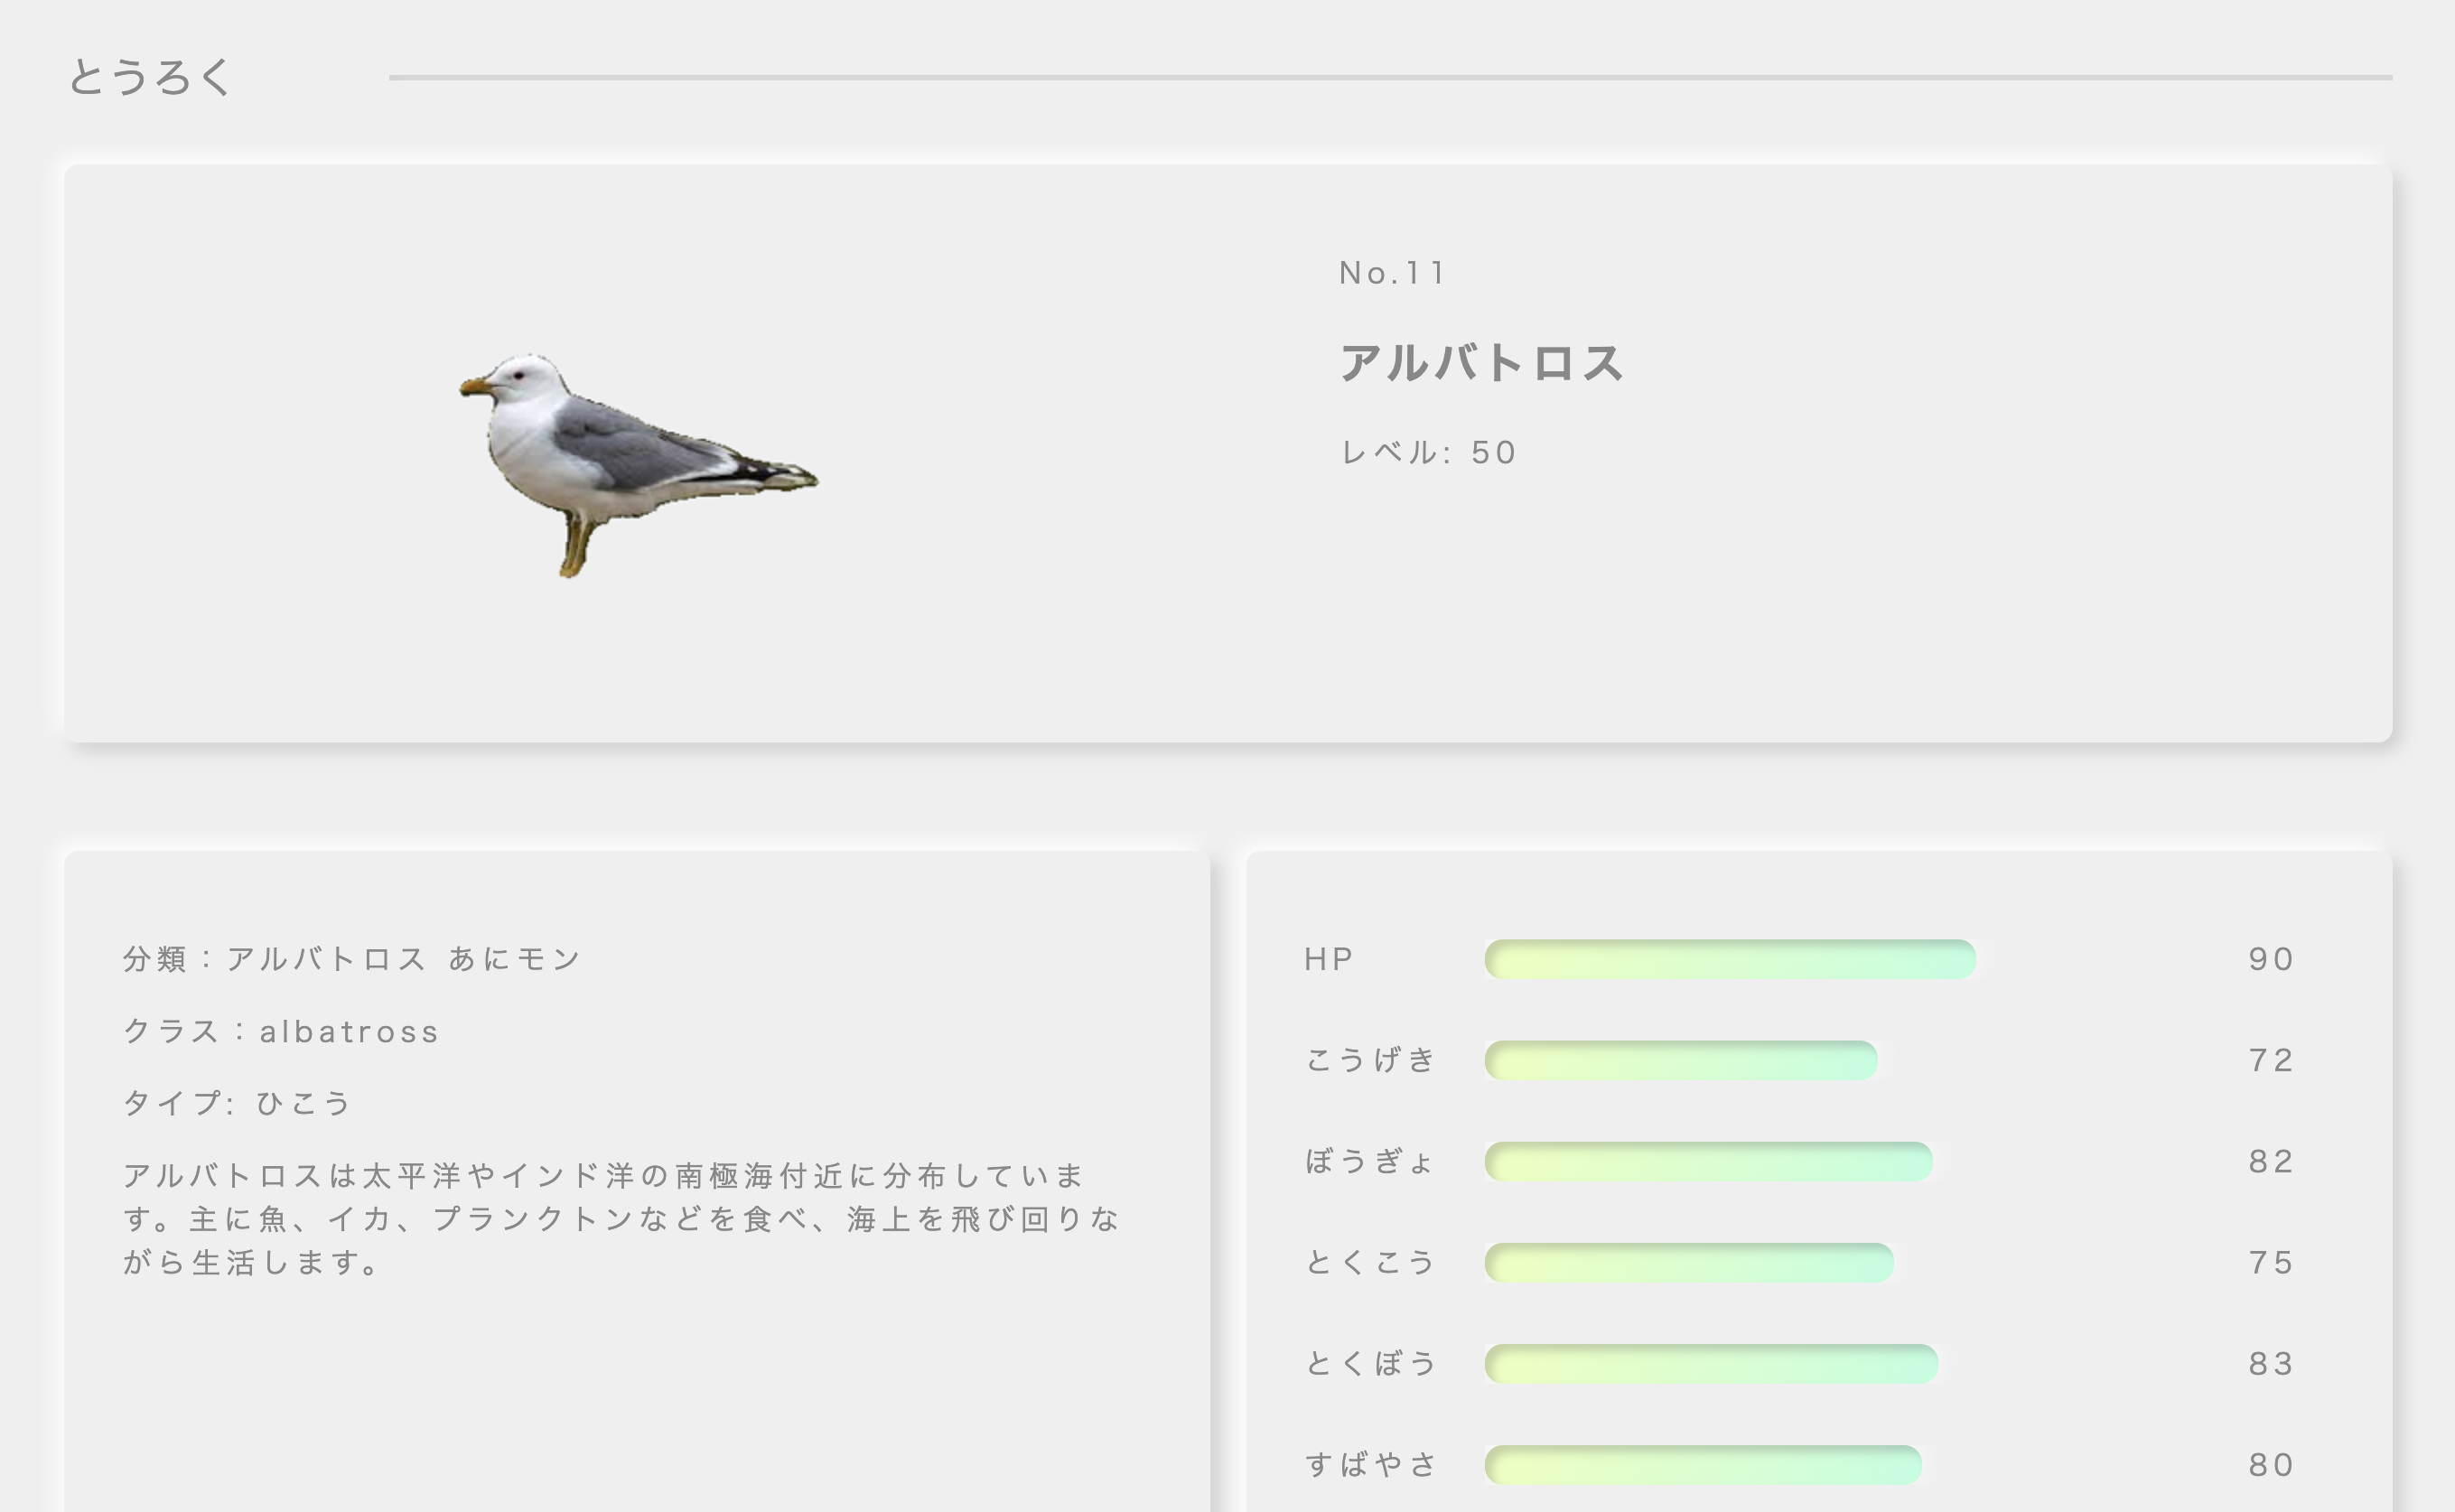 とうろく
No.11
アルバトロス
レベル: 50
分類：アルバトロス あにモン
クラス：albatross
タイプ: ひこう
アルバトロスは太平洋やインド洋の南極海付近に分布していま
す。主に魚、イカ、プランクトンなどを食べ、海上を飛び回りな
がら生活します。
HP 90
こうげき 72
ぼうぎょ 82
とくこう 75
とくぼう 83
すばやさ 80